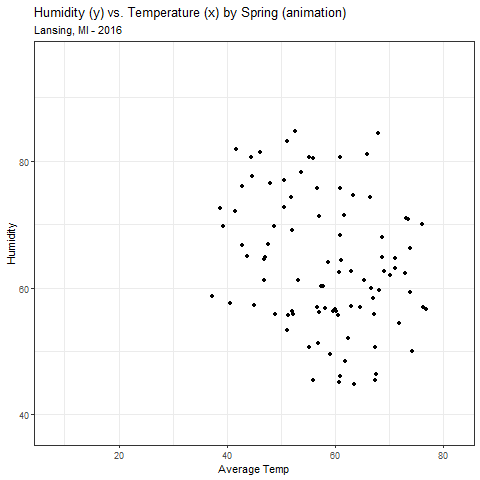 Humidity (y) vs. Temperature (x) by Spring (animation)
Lansing, MI - 2016
80
60
40
Humidity
20
40
60
80
Average Temp